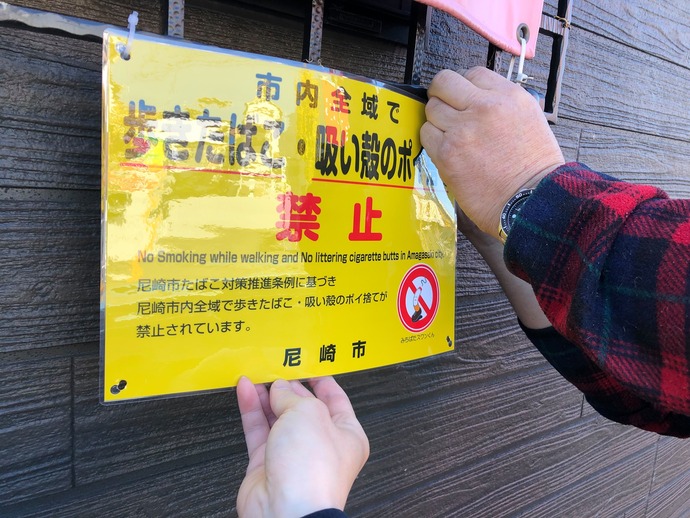 市内全域で
歩きたばこ・吸い殻のポ
禁止
No Smoking while walking and No littering cigarette butts in Amagasaki city.
尼崎市たばこ対策推進条例に基づき
尼崎市内全域で歩きたばこ・吸い殻のポイ捨てが
禁止されています。
尼崎市